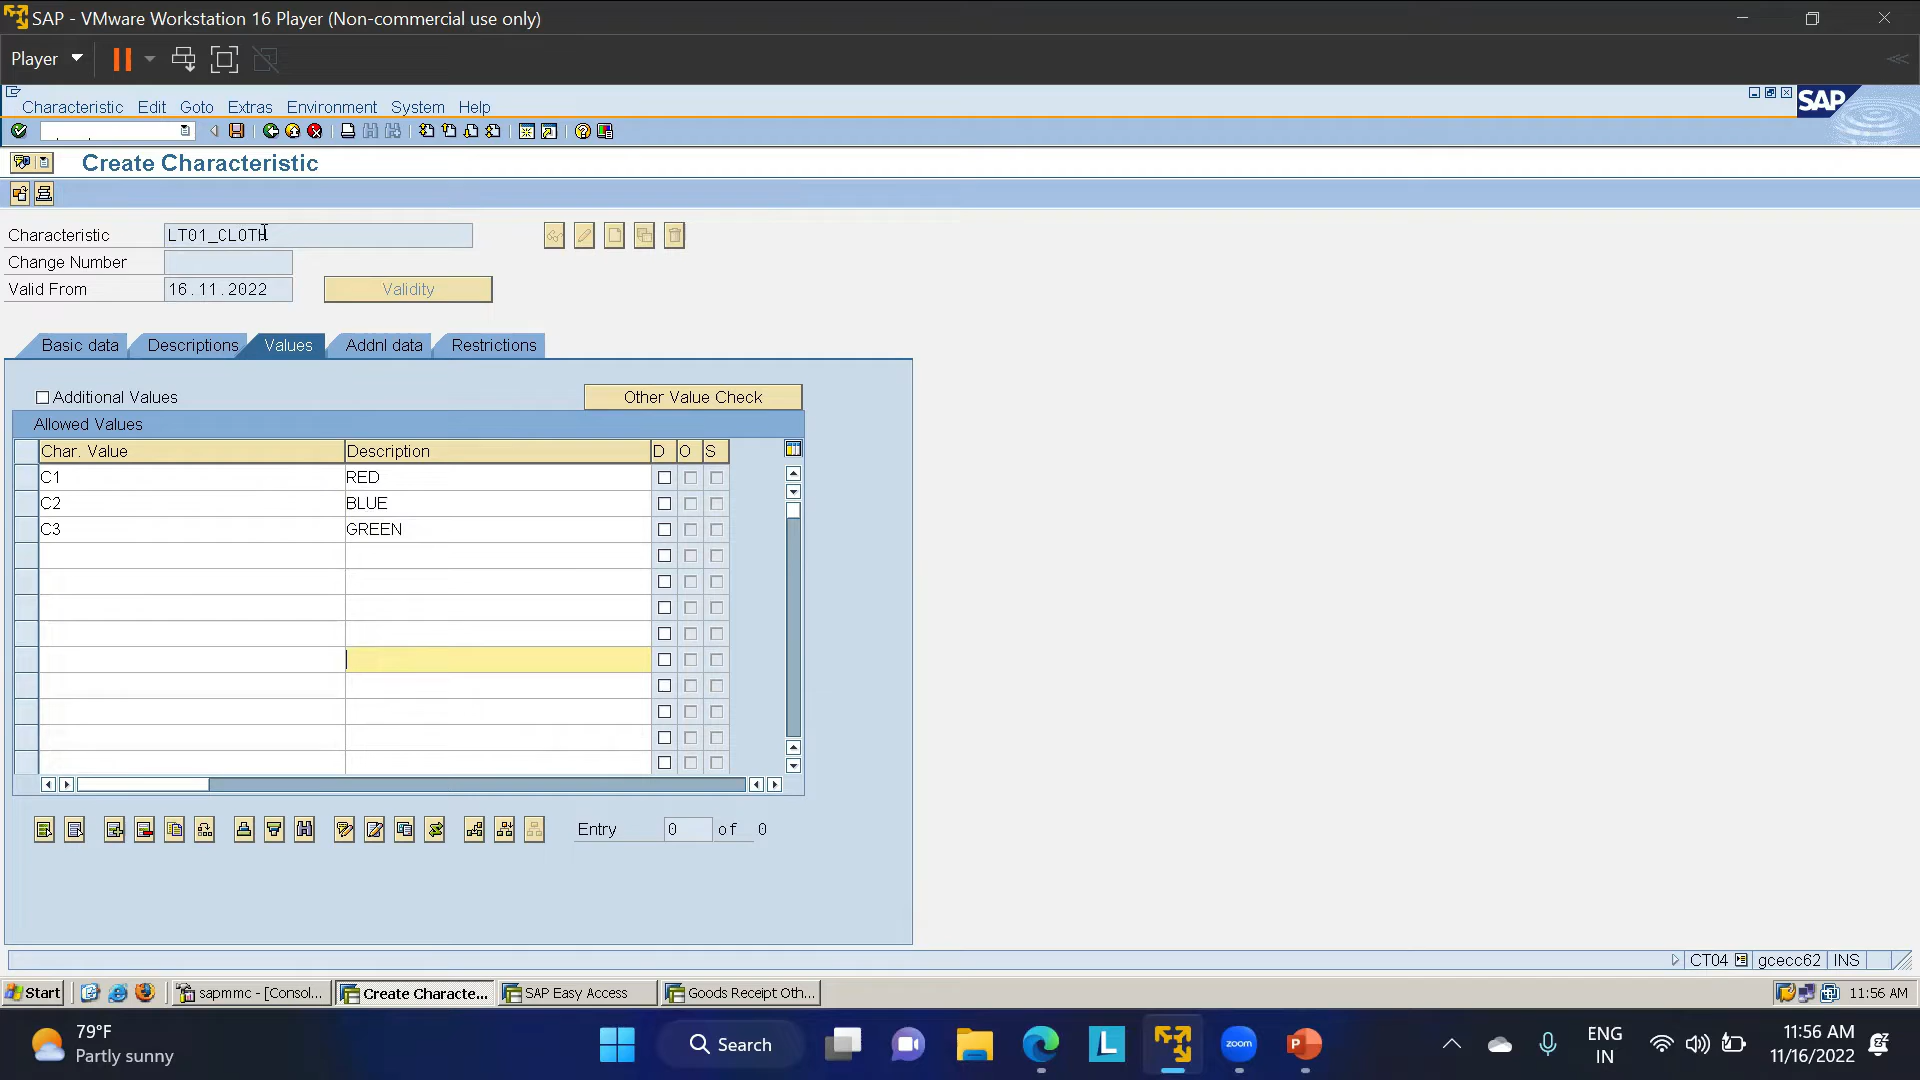 SAP - VMware Workstation 16 Player (Non-commercial use only)
Player
Characteristic Edit Goto Extras Environment System Help
SAP
Create Characteristic
Characteristic LT01_CLOTH
Change Number
Valid From 16.11.2022 Validity
Basic data Descriptions Values Addnl data Restrictions
Additional Values Other Value Check
Allowed Values
Char. Value Description D O S
C1 RED
C2 BLUE
C3 GREEN
Entry 0 of 0
CT04 gcecc62 INS
Start sapmmc - [Consol... Create Characte... SAP Easy Access Goods Receipt Oth... 11:56 AM
79°F
Partly sunny
Search
L
zoom
P
ENG
IN
11:56 AM
11/16/2022